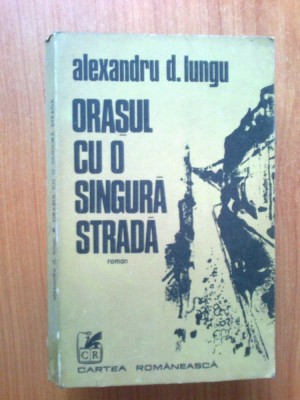 alexandru d. lungu
ORAȘUL
CU O
SINGURĂ
STRADĂ
roman
CR
CARTEA ROMÂNEASCĂ